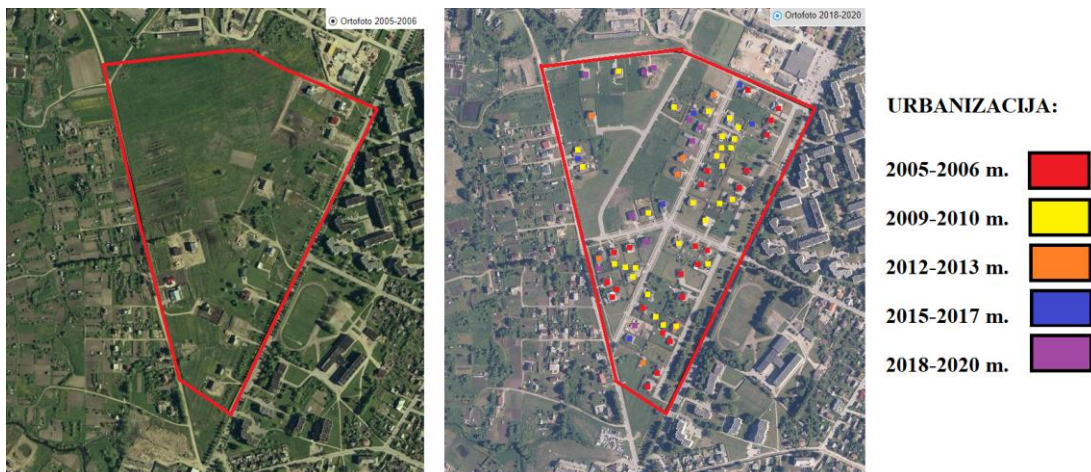 Ortofoto 2005-2006
Ortofoto 2018-2020
URBANIZACIJA:
2005-2006 m.
2009-2010 m.
2012-2013 m.
2015-2017 m.
2018-2020 m.